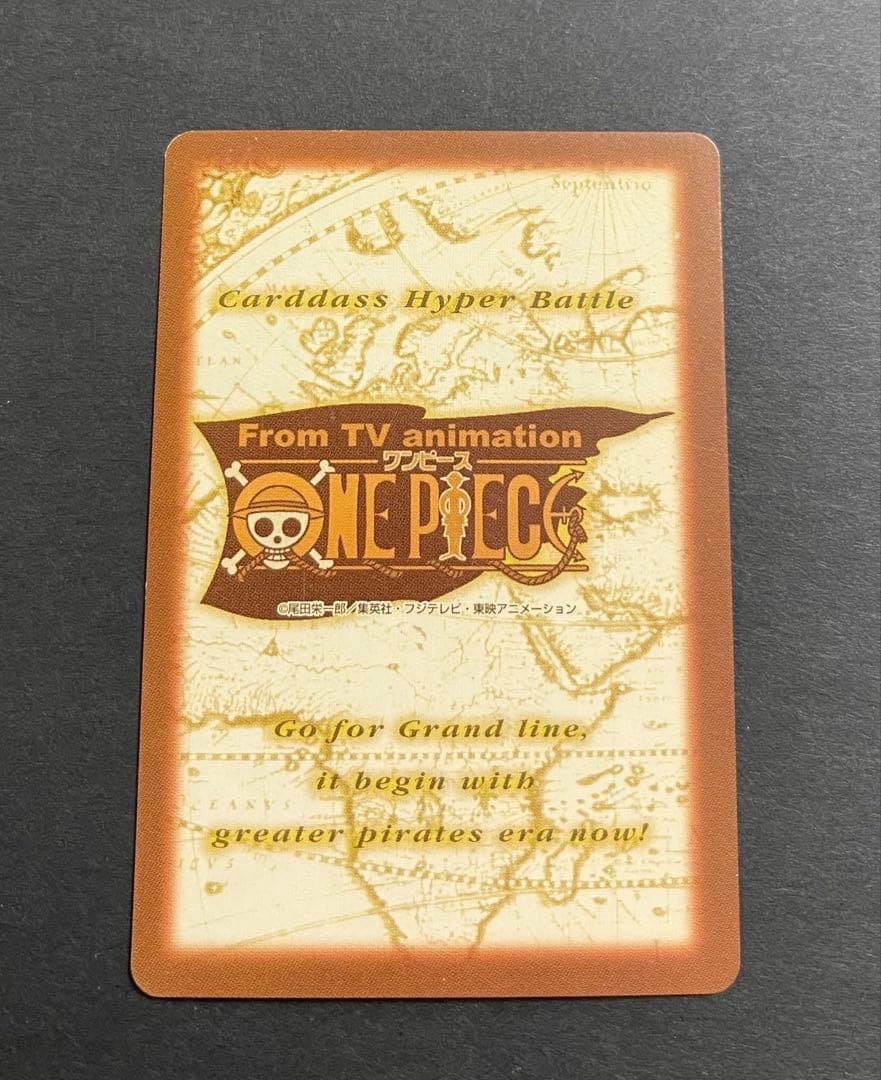 Septentrio
Carddass Hyper Battle
From TV animation
ワンピース
ONE PIECE
©尾田栄一郎／集英社・フジテレビ・東映アニメーション
Go for Grand line,
it begin with
greater pirates era now!